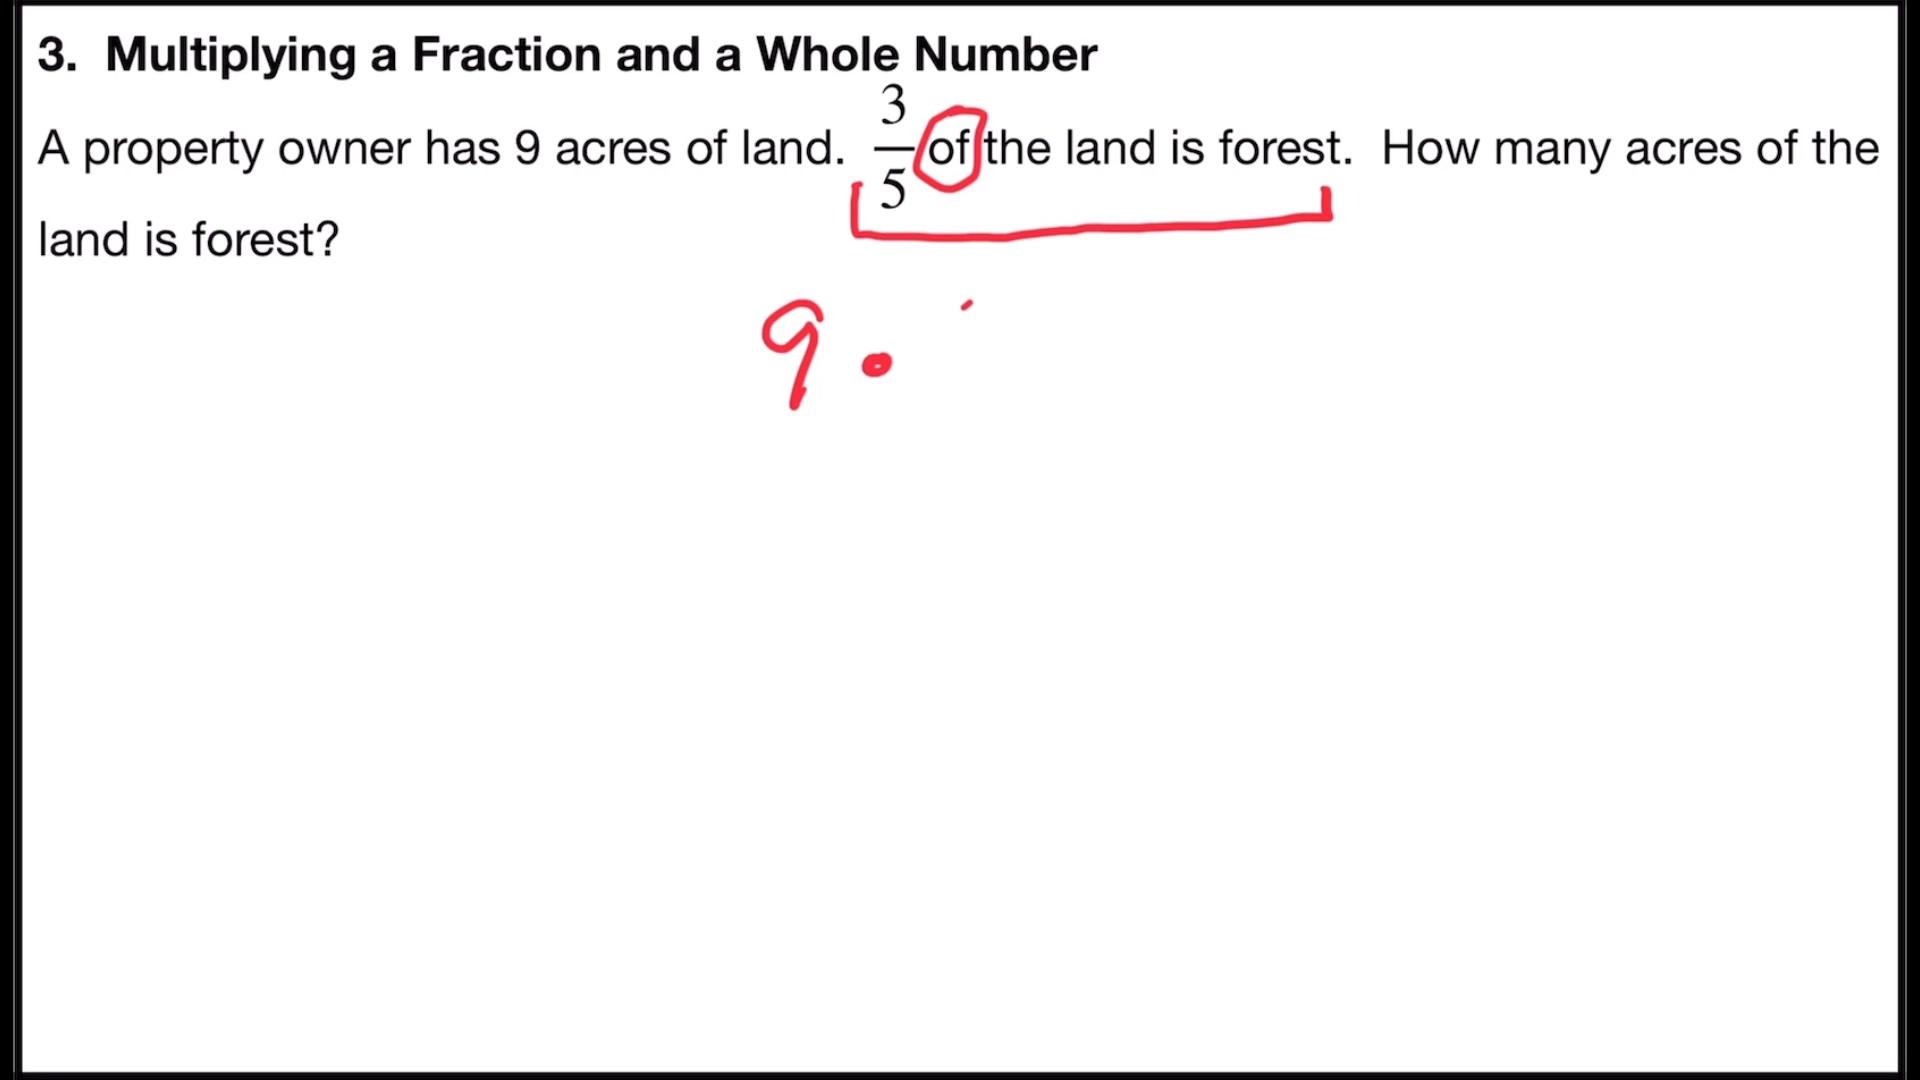 3. Multiplying a Fraction and a Whole Number
A property owner has 9 acres of land. 3/5 of the land is forest. How many acres of the
land is forest?
9 ·